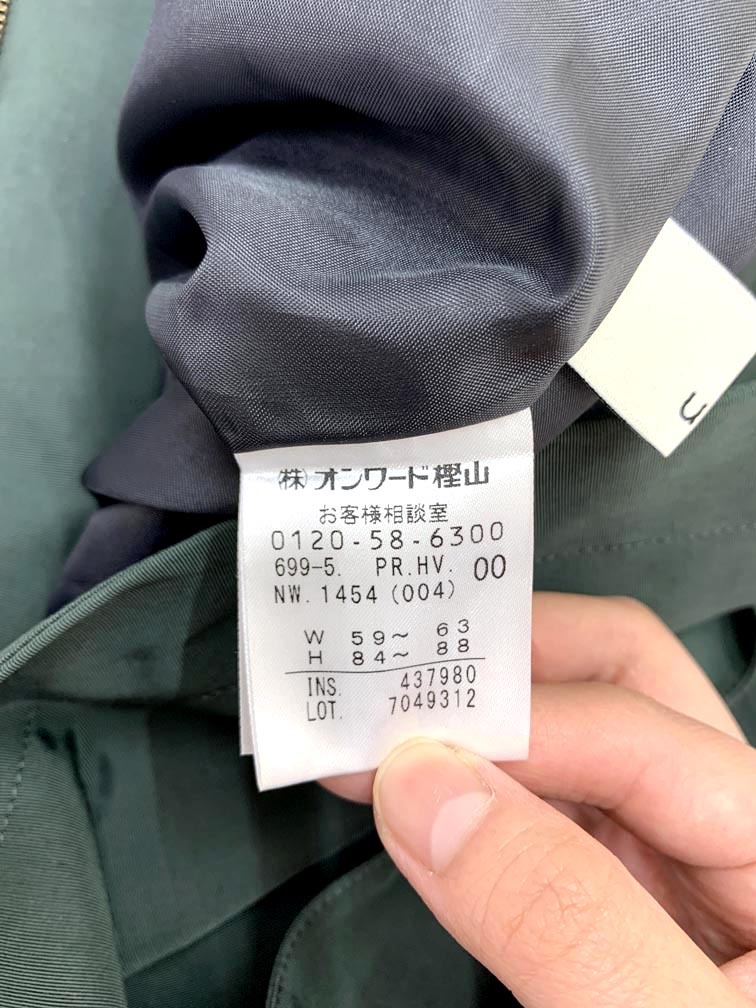 (株)オンワード樫山
お客様相談室
0120-58-6300
699-5. PR.HV. 00
NW. 1454 (004)
W 59～ 63
H 84～ 88
INS. 437980
LOT. 7049312
n